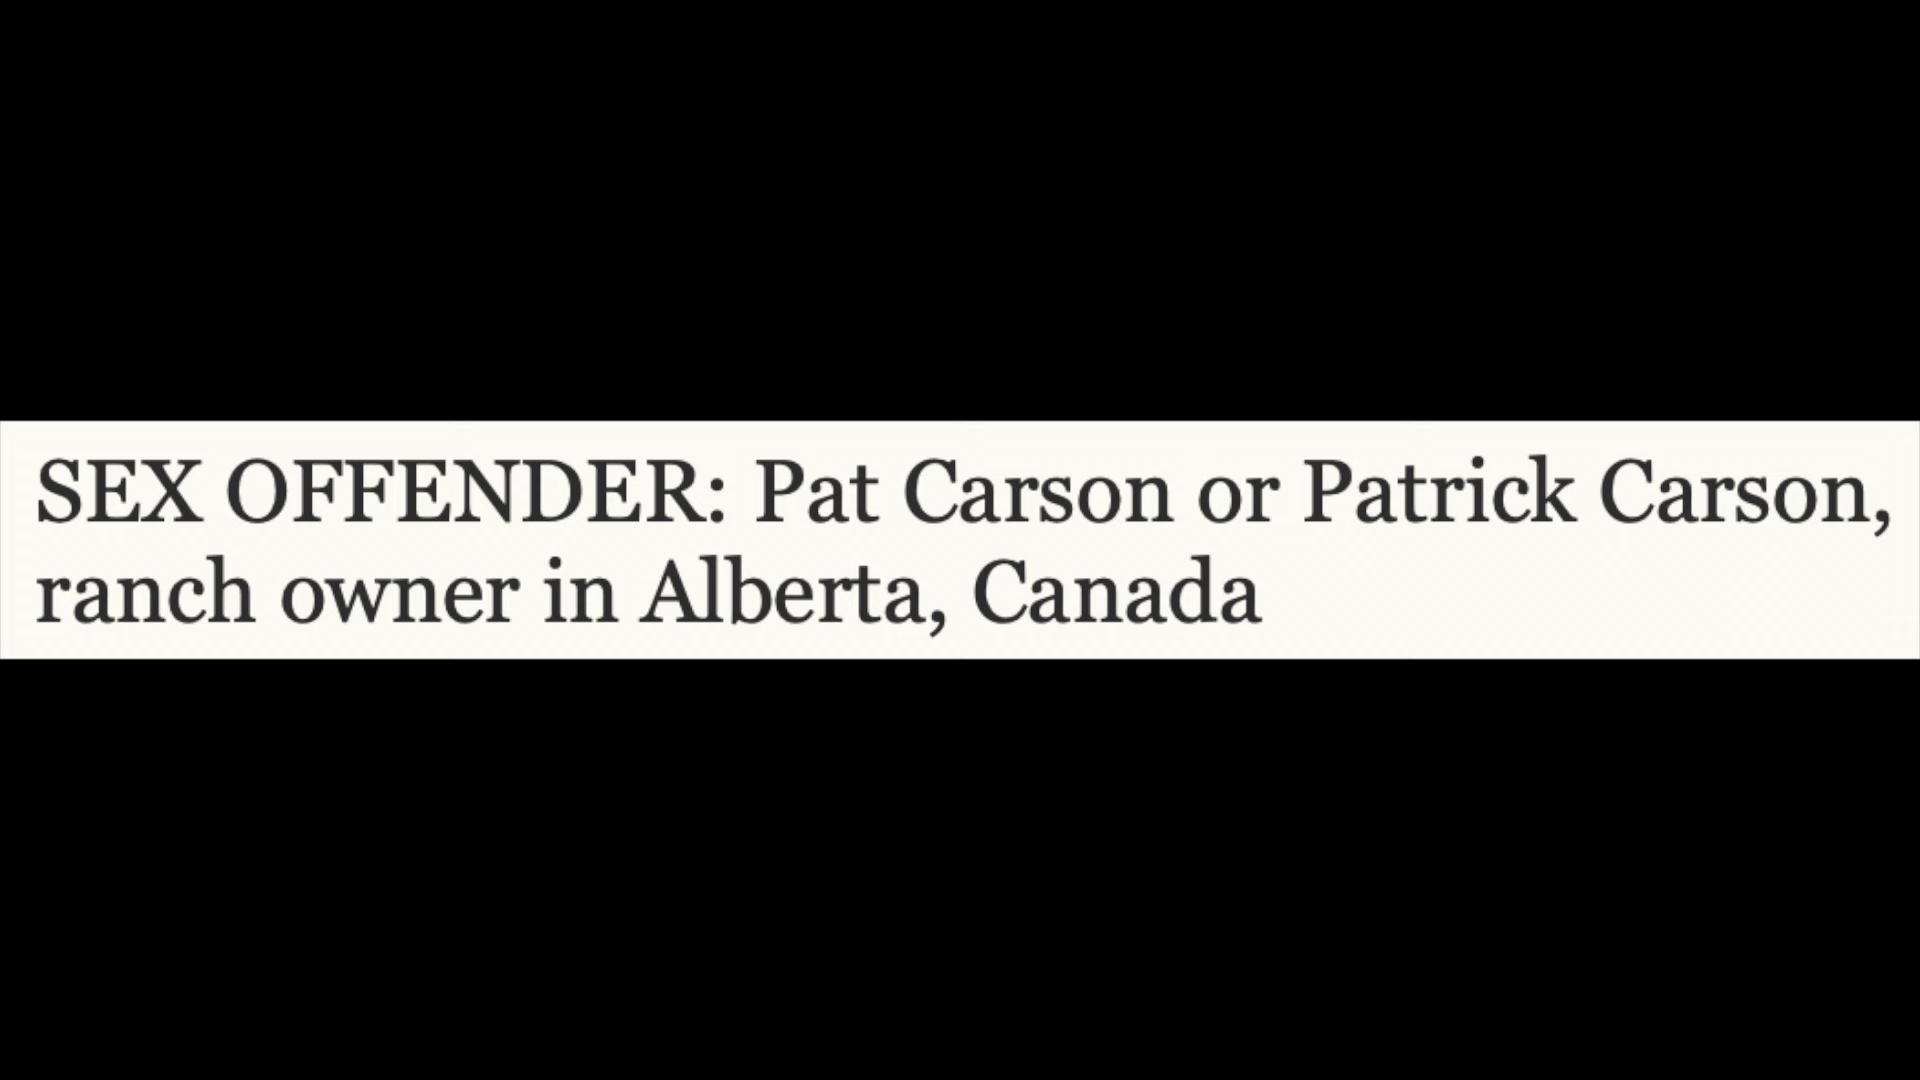 SEX OFFENDER: Pat Carson or Patrick Carson,
ranch owner in Alberta, Canada